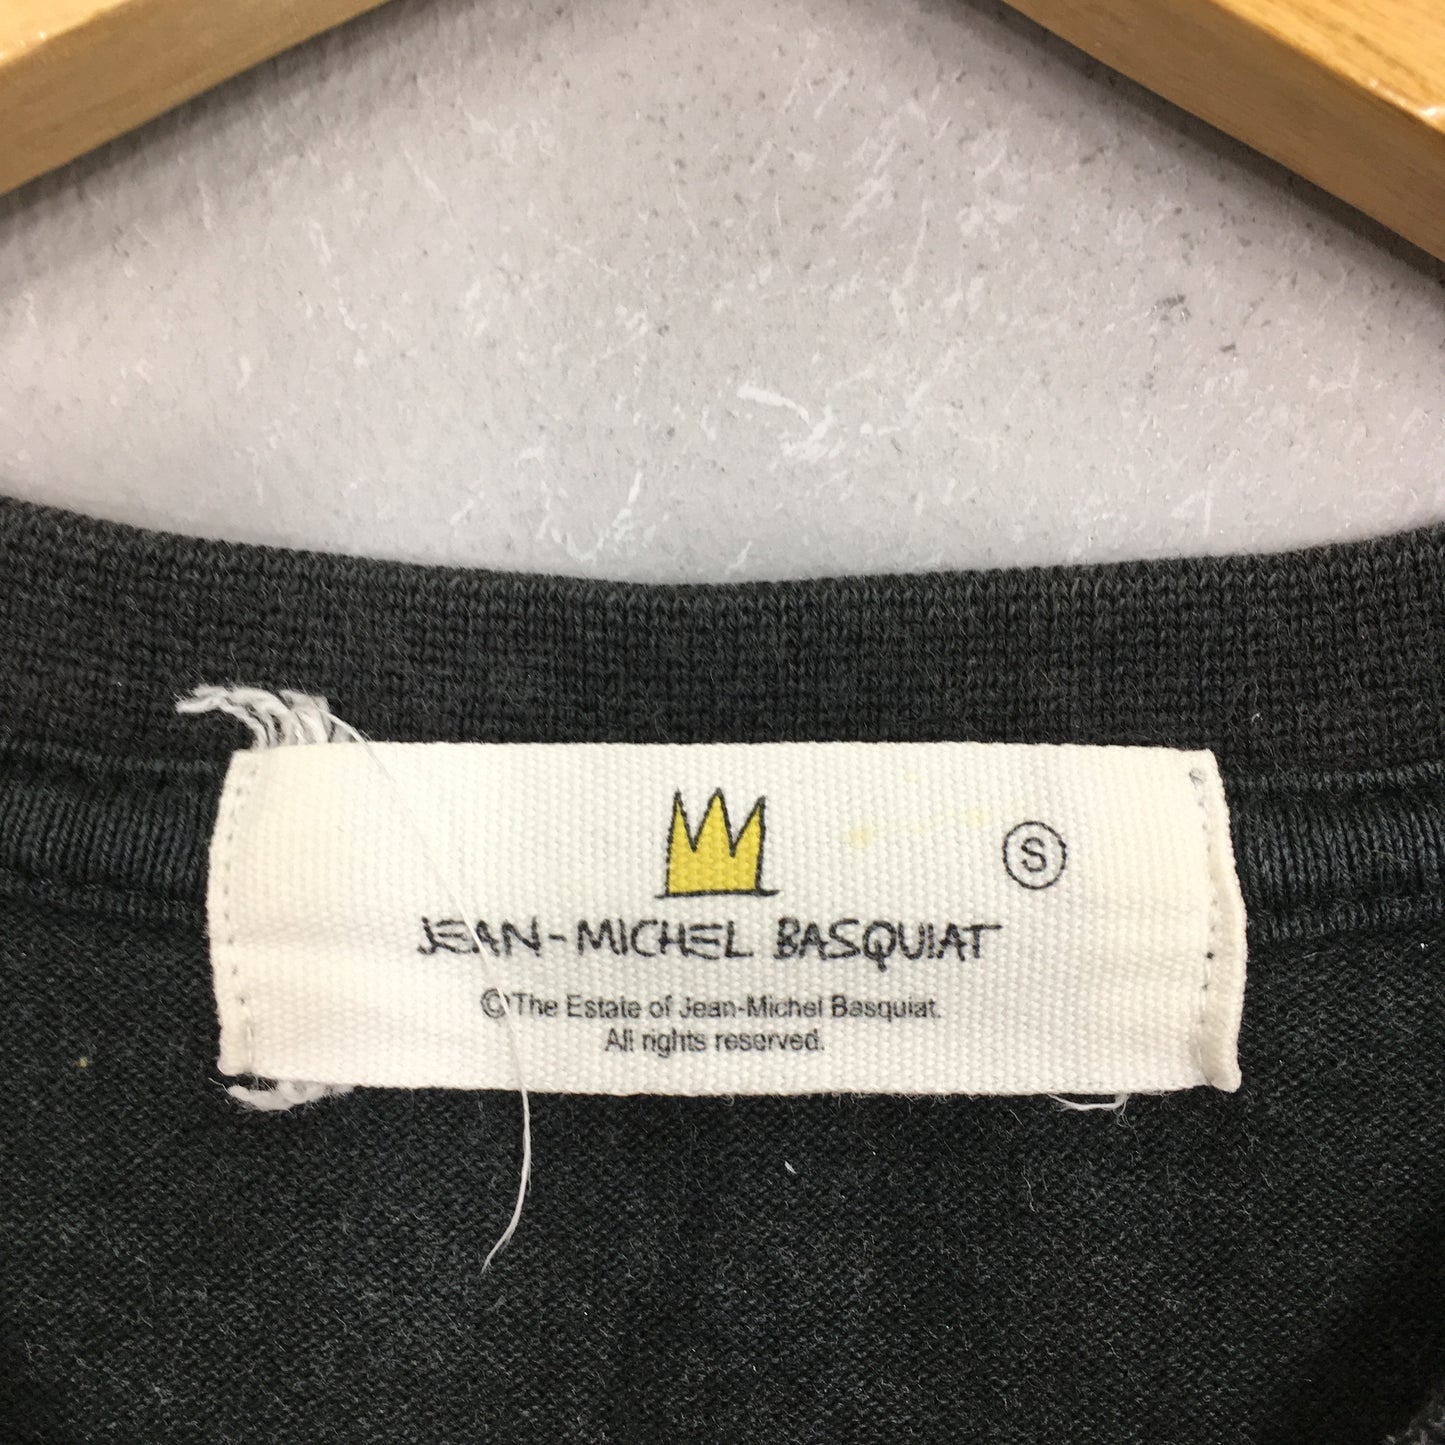 S
JEAN-MICHEL BASQUIAT
© The Estate of Jean-Michel Basquiat.
All rights reserved.